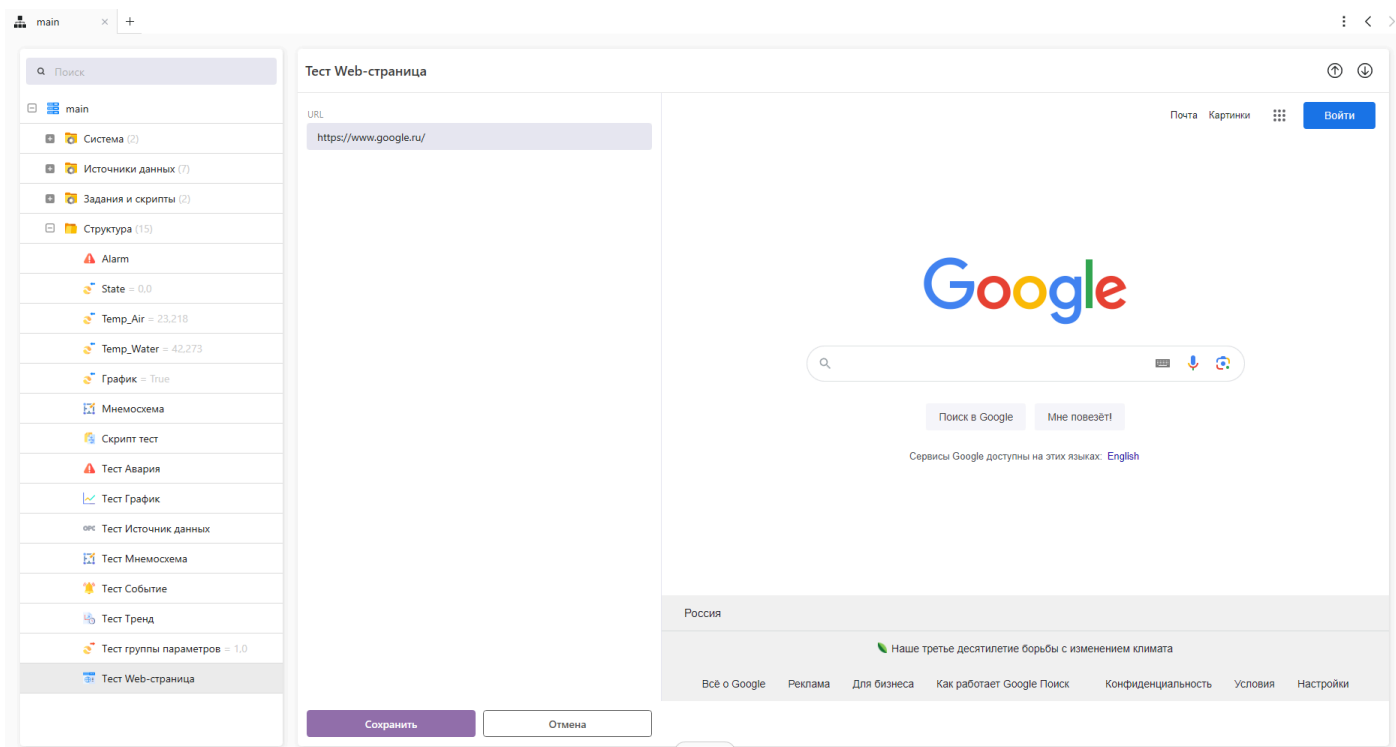 main
Поиск
main
Система (2)
Источники данных (7)
Задания и скрипты (2)
Структура (15)
Alarm
State = 0,0
Temp_Air = 23,218
Temp_Water = 42,273
График = True
Мнемосхема
Скрипт тест
Тест Авария
Тест График
OPC Тест Источник данных
Тест Мнемосхема
Тест Событие
Тест Тренд
Тест группы параметров = 1,0
Тест Web-страница
Тест Web-страница
URL
https://www.google.ru/
Сохранить Отмена
Почта Картинки Войти
Google
Поиск в Google Мне повезёт!
Сервисы Google доступны на этих языках: English
Россия
Наше третье десятилетие борьбы с изменением климата
Всё о Google Реклама Для бизнеса Как работает Google Поиск Конфиденциальность Условия Настройки